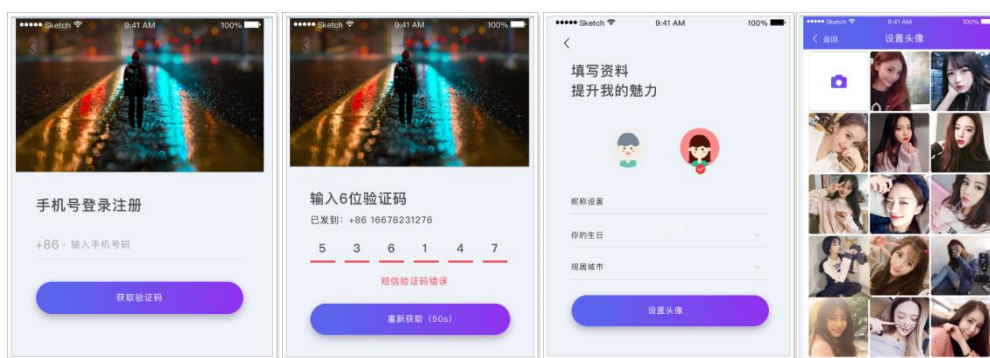 Sketch 9:41 AM 100%
手机号登录注册
+86 输入手机号码
获取验证码
Sketch 9:41 AM 100%
输入6位验证码
已发到：+86 16678231276
5 3 6 1 4 7
短信验证码错误
重新获取（50s）
Sketch 9:41 AM 100%
填写资料
提升我的魅力
昵称设置
你的生日
现居城市
设置头像
Sketch 9:41 AM 100%
返回 设置头像